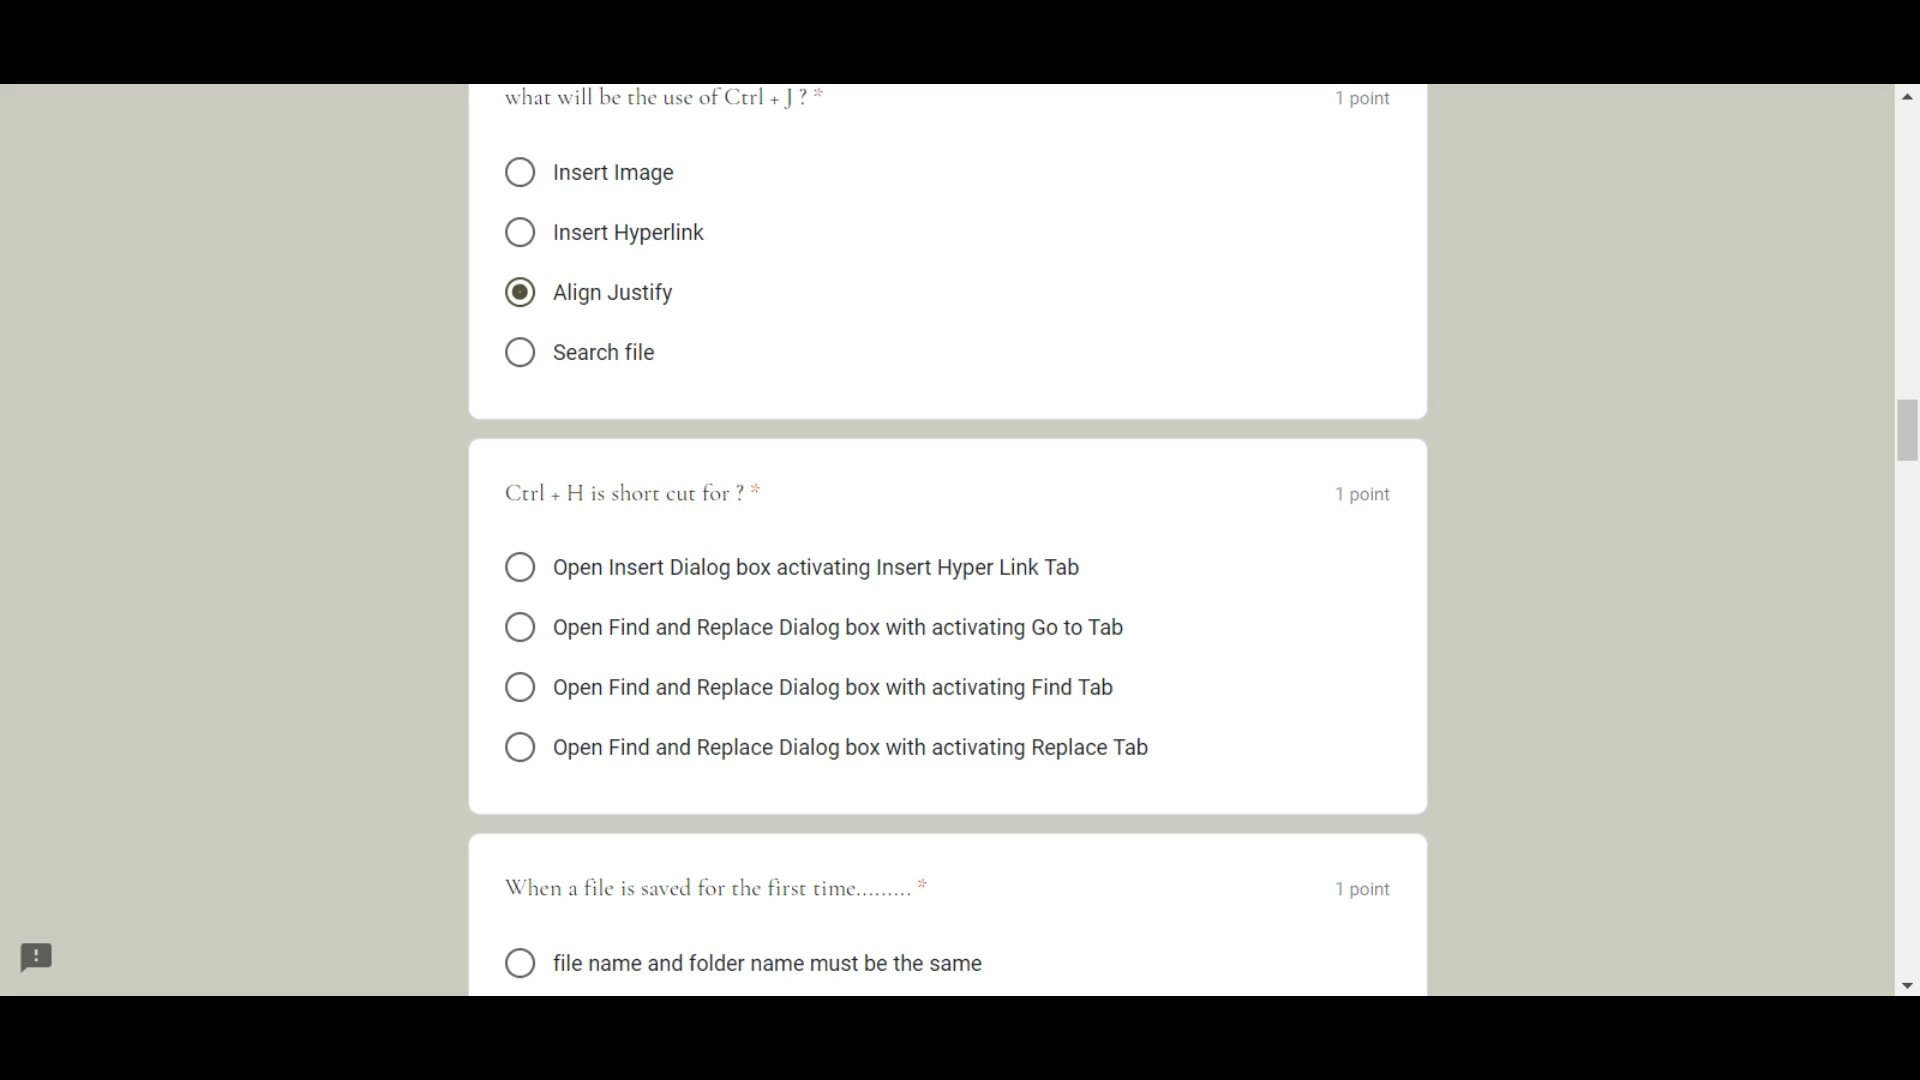 what will be the use of Ctrl + J ? *
1 point
Insert Image
Insert Hyperlink
Align Justify
Search file
Ctrl + H is short cut for ? *
1 point
Open Insert Dialog box activating Insert Hyper Link Tab
Open Find and Replace Dialog box with activating Go to Tab
Open Find and Replace Dialog box with activating Find Tab
Open Find and Replace Dialog box with activating Replace Tab
When a file is saved for the first time......... *
1 point
file name and folder name must be the same